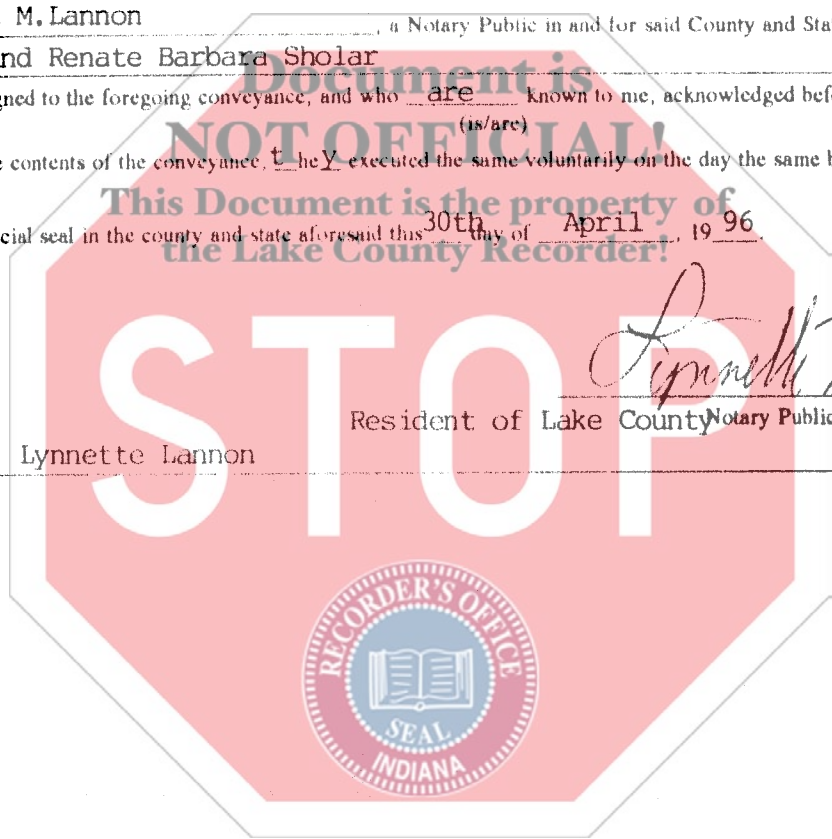 M. Lannon, a Notary Public in and for said County and Sta
nd Renate Barbara Sholar
Document is
gned to the foregoing conveyance, and who are known to me, acknowledged bef
(is/are)
NOT OFFICIAL!
e contents of the conveyance, they executed the same voluntarily on the day the same b
This Document is the property of
cial seal in the county and state aforesaid this 30th day of April, 1996.
the Lake County Recorder!
STOP
Lynnette
Resident of Lake County Notary Public
Lynnette Lannon
RECORDER'S OFFICE
SEAL
INDIANA